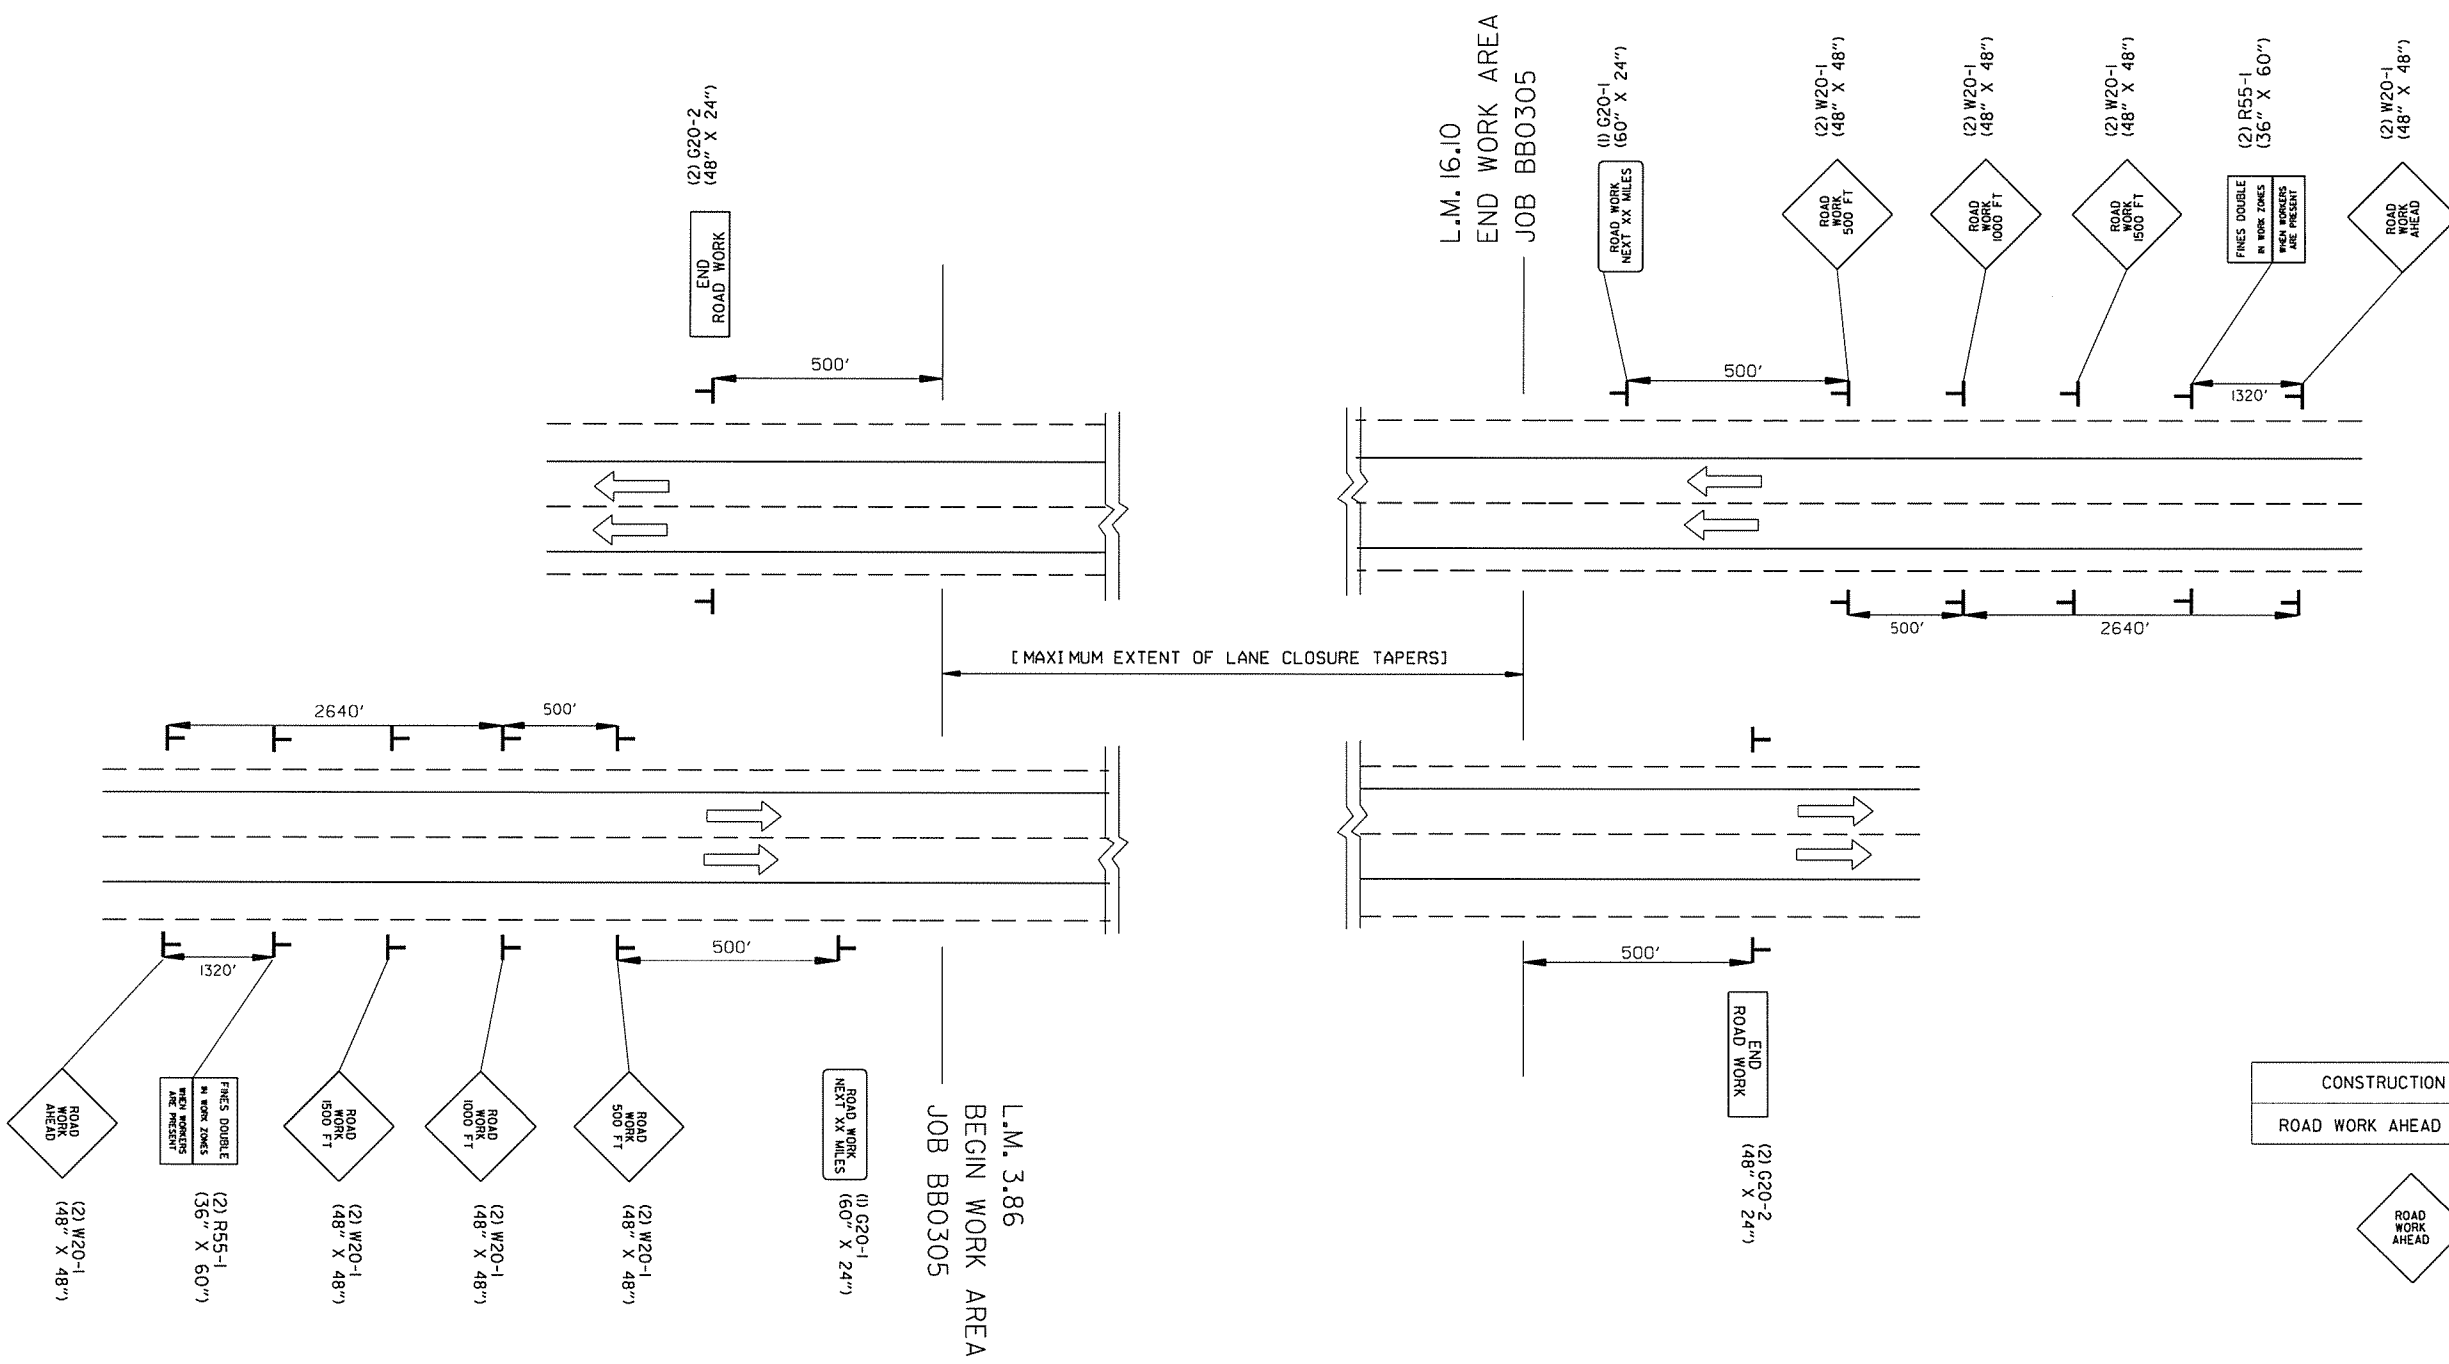 (2) G20-2
(48" X 24")
END
ROAD WORK
500'
L.M. 16.10
END WORK AREA
JOB BB0305
(1) G20-1
(60" X 24")
ROAD WORK
NEXT XX MILES
(2) W20-1
(48" X 48")
ROAD
WORK
500 FT
(2) W20-1
(48" X 48")
ROAD
WORK
1000 FT
(2) W20-1
(48" X 48")
ROAD
WORK
1500 FT
(2) R55-1
(36" X 60")
FINES DOUBLE
IN WORK ZONES
WHEN WORKERS
ARE PRESENT
(2) W20-1
(48" X 48")
ROAD
WORK
AHEAD
500'
1320'
500'
2640'
[MAXIMUM EXTENT OF LANE CLOSURE TAPERS]
2640'
500'
1320'
500'
500'
ROAD
WORK
AHEAD
(2) W20-1
(48" X 48")
FINES DOUBLE
IN WORK ZONES
WHEN WORKERS
ARE PRESENT
(2) R55-1
(36" X 60")
ROAD
WORK
1500 FT
(2) W20-1
(48" X 48")
ROAD
WORK
1000 FT
(2) W20-1
(48" X 48")
ROAD
WORK
500 FT
(2) W20-1
(48" X 48")
ROAD WORK
NEXT XX MILES
(1) G20-1
(60" X 24")
L.M. 3.86
BEGIN WORK AREA
JOB BB0305
END
ROAD WORK
(2) G20-2
(48" X 24")
CONSTRUCTION
ROAD WORK AHEAD
ROAD
WORK
AHEAD